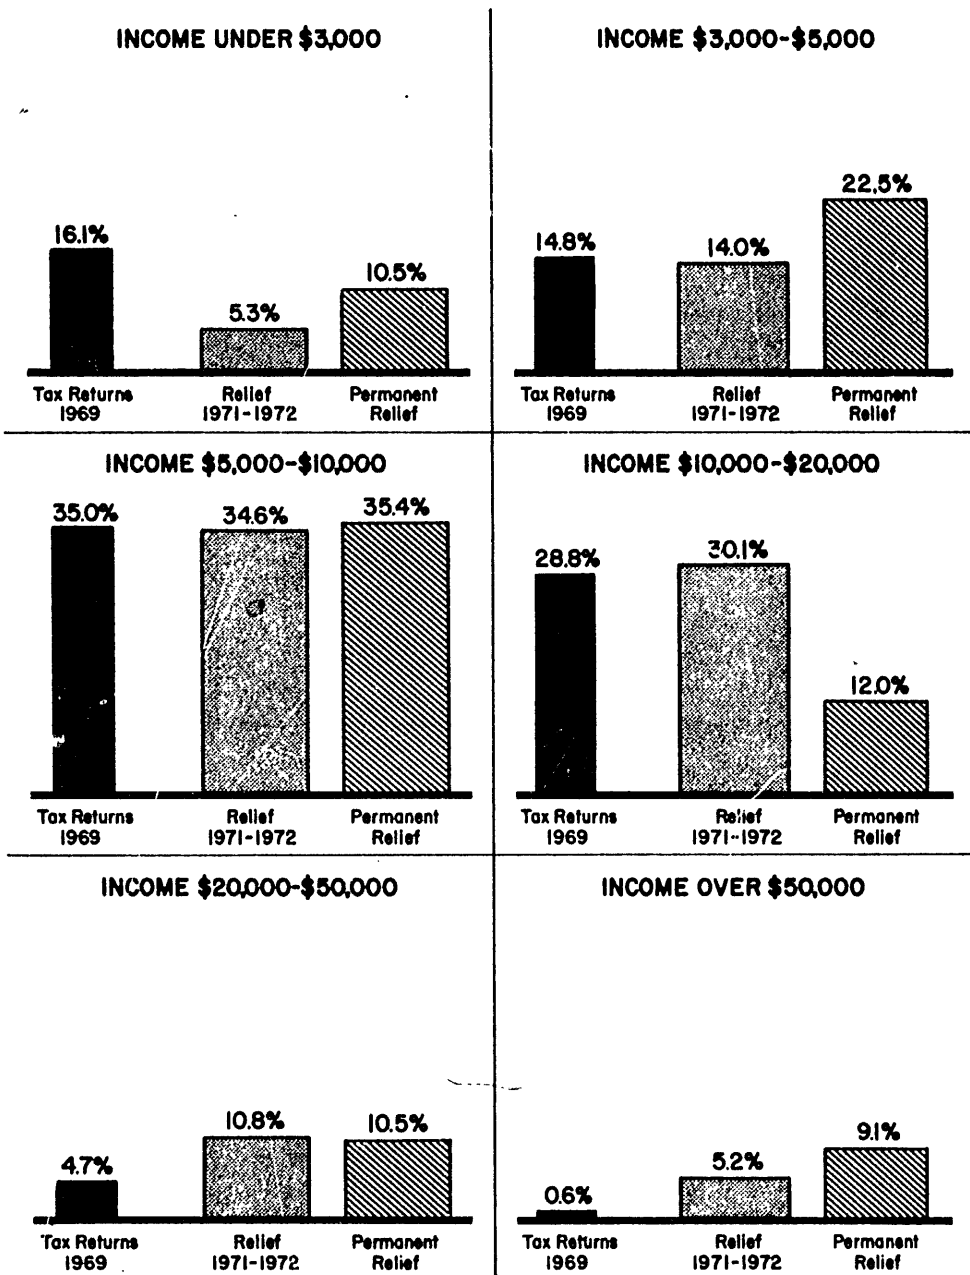 INCOME UNDER $3,000
16.1%
5.3%
10.5%
Tax Returns 1969
Relief 1971-1972
Permanent Relief
INCOME $3,000-$5,000
14.8%
14.0%
22.5%
Tax Returns 1969
Relief 1971-1972
Permanent Relief
INCOME $5,000-$10,000
35.0%
34.6%
35.4%
Tax Returns 1969
Relief 1971-1972
Permanent Relief
INCOME $10,000-$20,000
28.8%
30.1%
12.0%
Tax Returns 1969
Relief 1971-1972
Permanent Relief
INCOME $20,000-$50,000
4.7%
10.8%
10.5%
Tax Returns 1969
Relief 1971-1972
Permanent Relief
INCOME OVER $50,000
0.6%
5.2%
9.1%
Tax Returns 1969
Relief 1971-1972
Permanent Relief